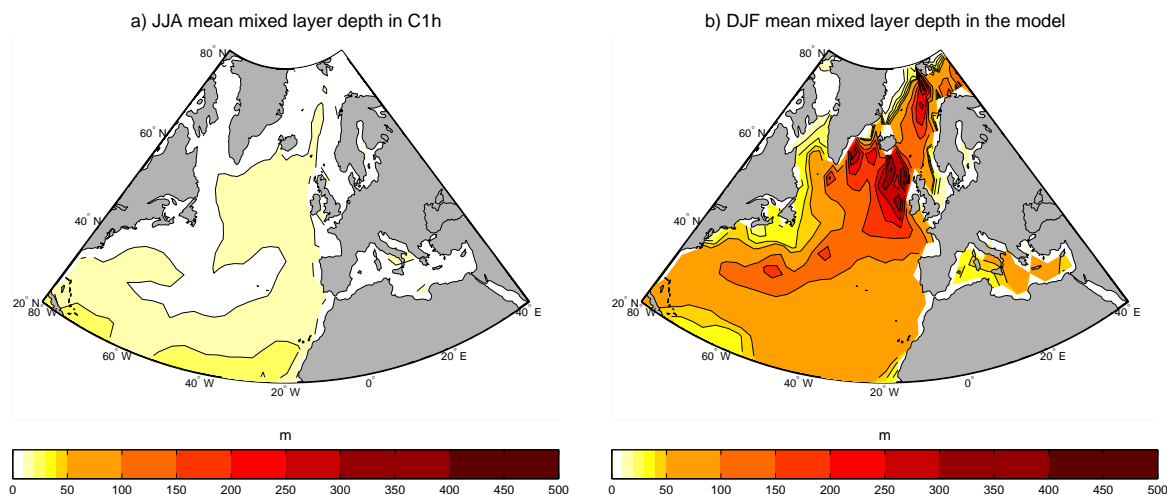 a) JJA mean mixed layer depth in C1h
80° N
60° N
40° N
20° N
80° W
60° W
40° W
20° W
0°
20° E
40° E
m
0 50 100 150 200 250 300 350 400 450 500
b) DJF mean mixed layer depth in the model
80° N
60° N
40° N
20° N
80° W
60° W
40° W
20° W
0°
20° E
40° E
m
0 50 100 150 200 250 300 350 400 450 500